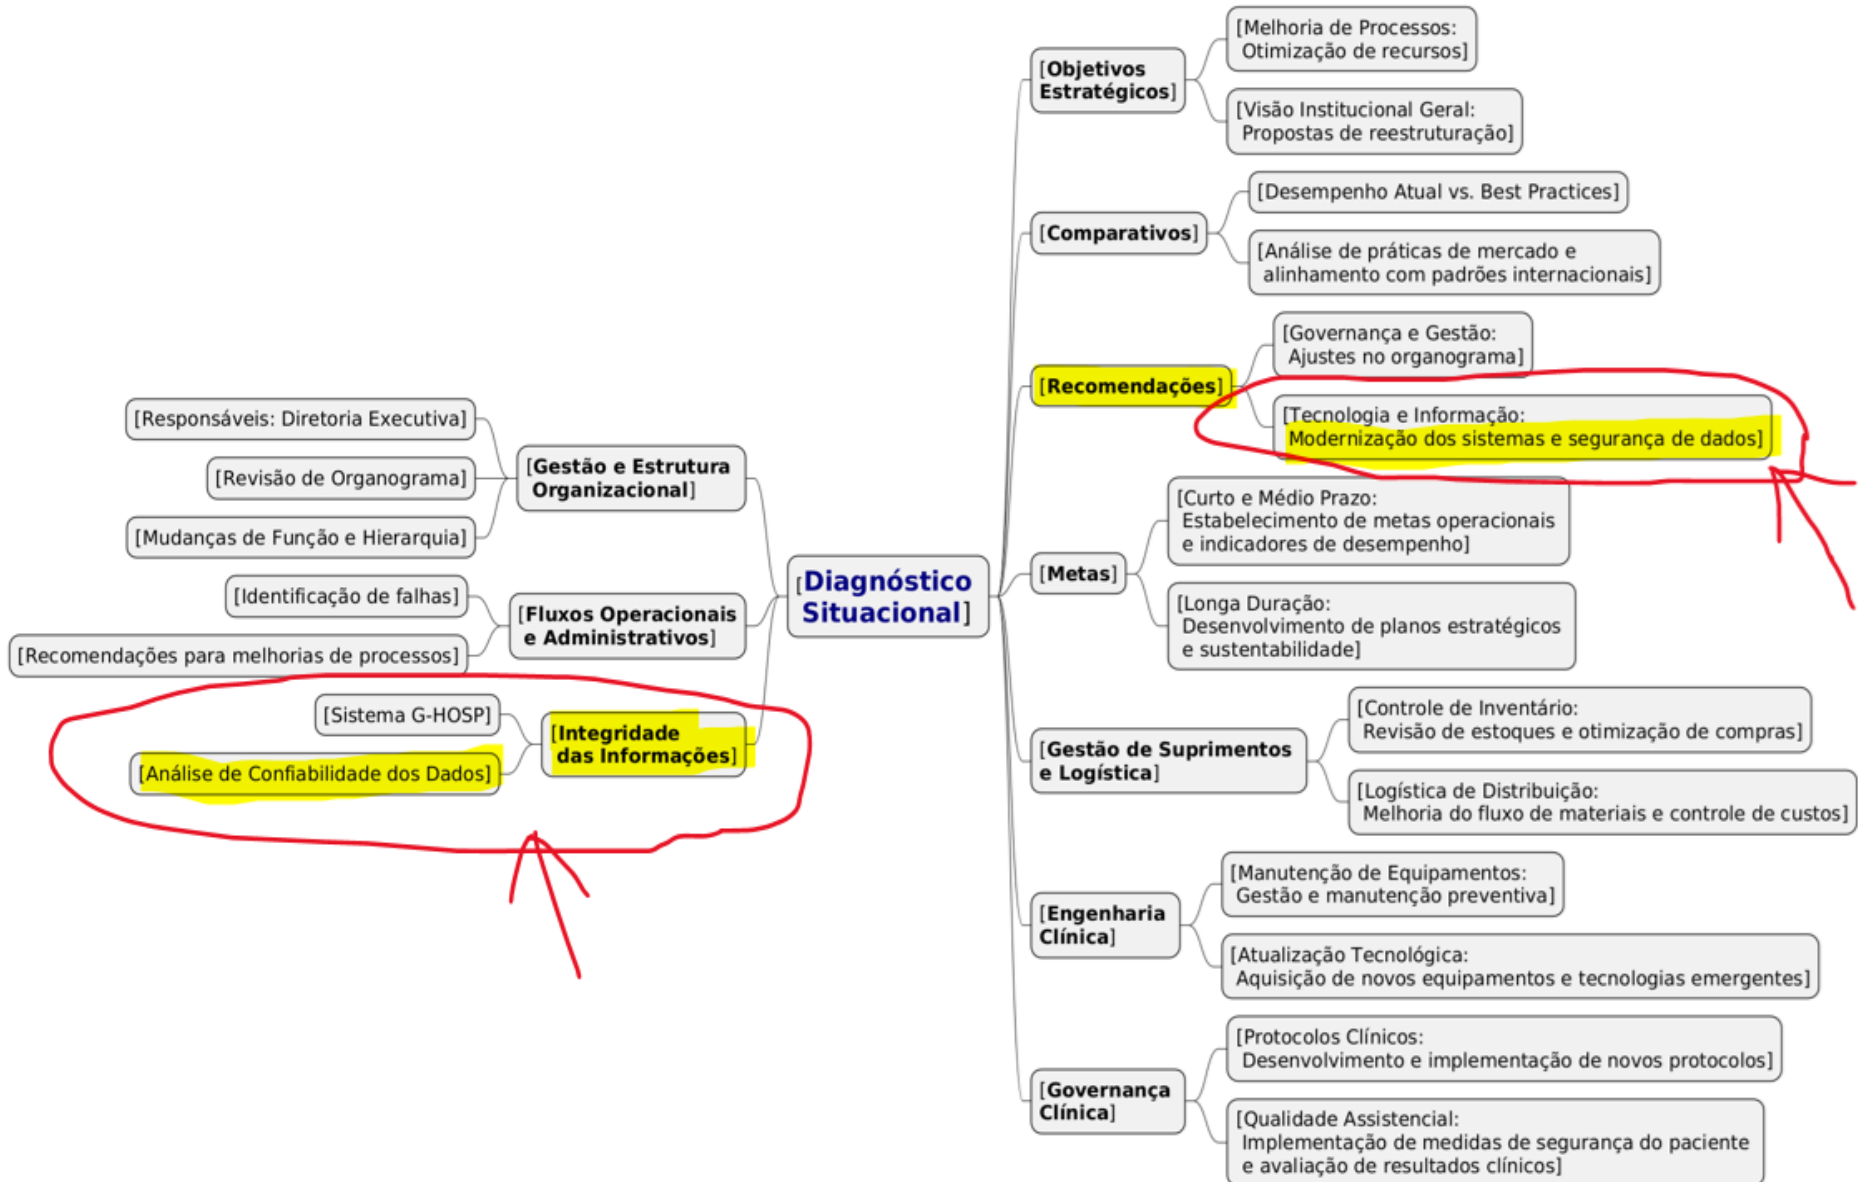 [Diagnóstico
Situacional]
[Objetivos
Estratégicos]
[Melhoria de Processos:
Otimização de recursos]
[Visão Institucional Geral:
Propostas de reestruturação]
[Comparativos]
[Desempenho Atual vs. Best Practices]
[Análise de práticas de mercado e
alinhamento com padrões internacionais]
[Recomendações]
[Governança e Gestão:
Ajustes no organograma]
[Tecnologia e Informação:
Modernização dos sistemas e segurança de dados]
[Metas]
[Curto e Médio Prazo:
Estabelecimento de metas operacionais
e indicadores de desempenho]
[Longa Duração:
Desenvolvimento de planos estratégicos
e sustentabilidade]
[Gestão de Suprimentos
e Logística]
[Controle de Inventário:
Revisão de estoques e otimização de compras]
[Logística de Distribuição:
Melhoria do fluxo de materiais e controle de custos]
[Engenharia
Clínica]
[Manutenção de Equipamentos:
Gestão e manutenção preventiva]
[Atualização Tecnológica:
Aquisição de novos equipamentos e tecnologias emergentes]
[Governança
Clínica]
[Protocolos Clínicos:
Desenvolvimento e implementação de novos protocolos]
[Qualidade Assistencial:
Implementação de medidas de segurança do paciente
e avaliação de resultados clínicos]
[Gestão e Estrutura
Organizacional]
[Responsáveis: Diretoria Executiva]
[Revisão de Organograma]
[Mudanças de Função e Hierarquia]
[Fluxos Operacionais
e Administrativos]
[Identificação de falhas]
[Recomendações para melhorias de processos]
[Integridade
das Informações]
[Sistema G-HOSP]
[Análise de Confiabilidade dos Dados]